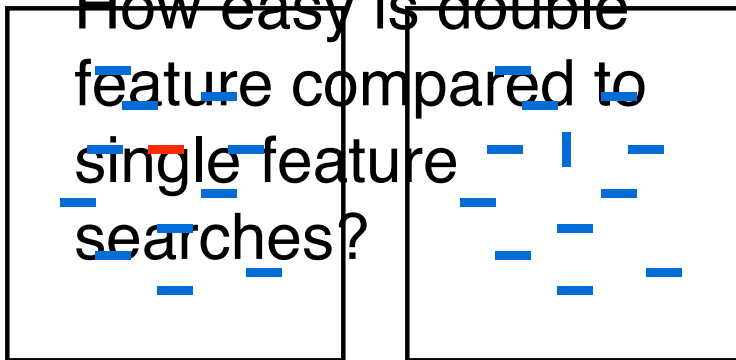 How easy is double
feature compared to
single feature
searches?